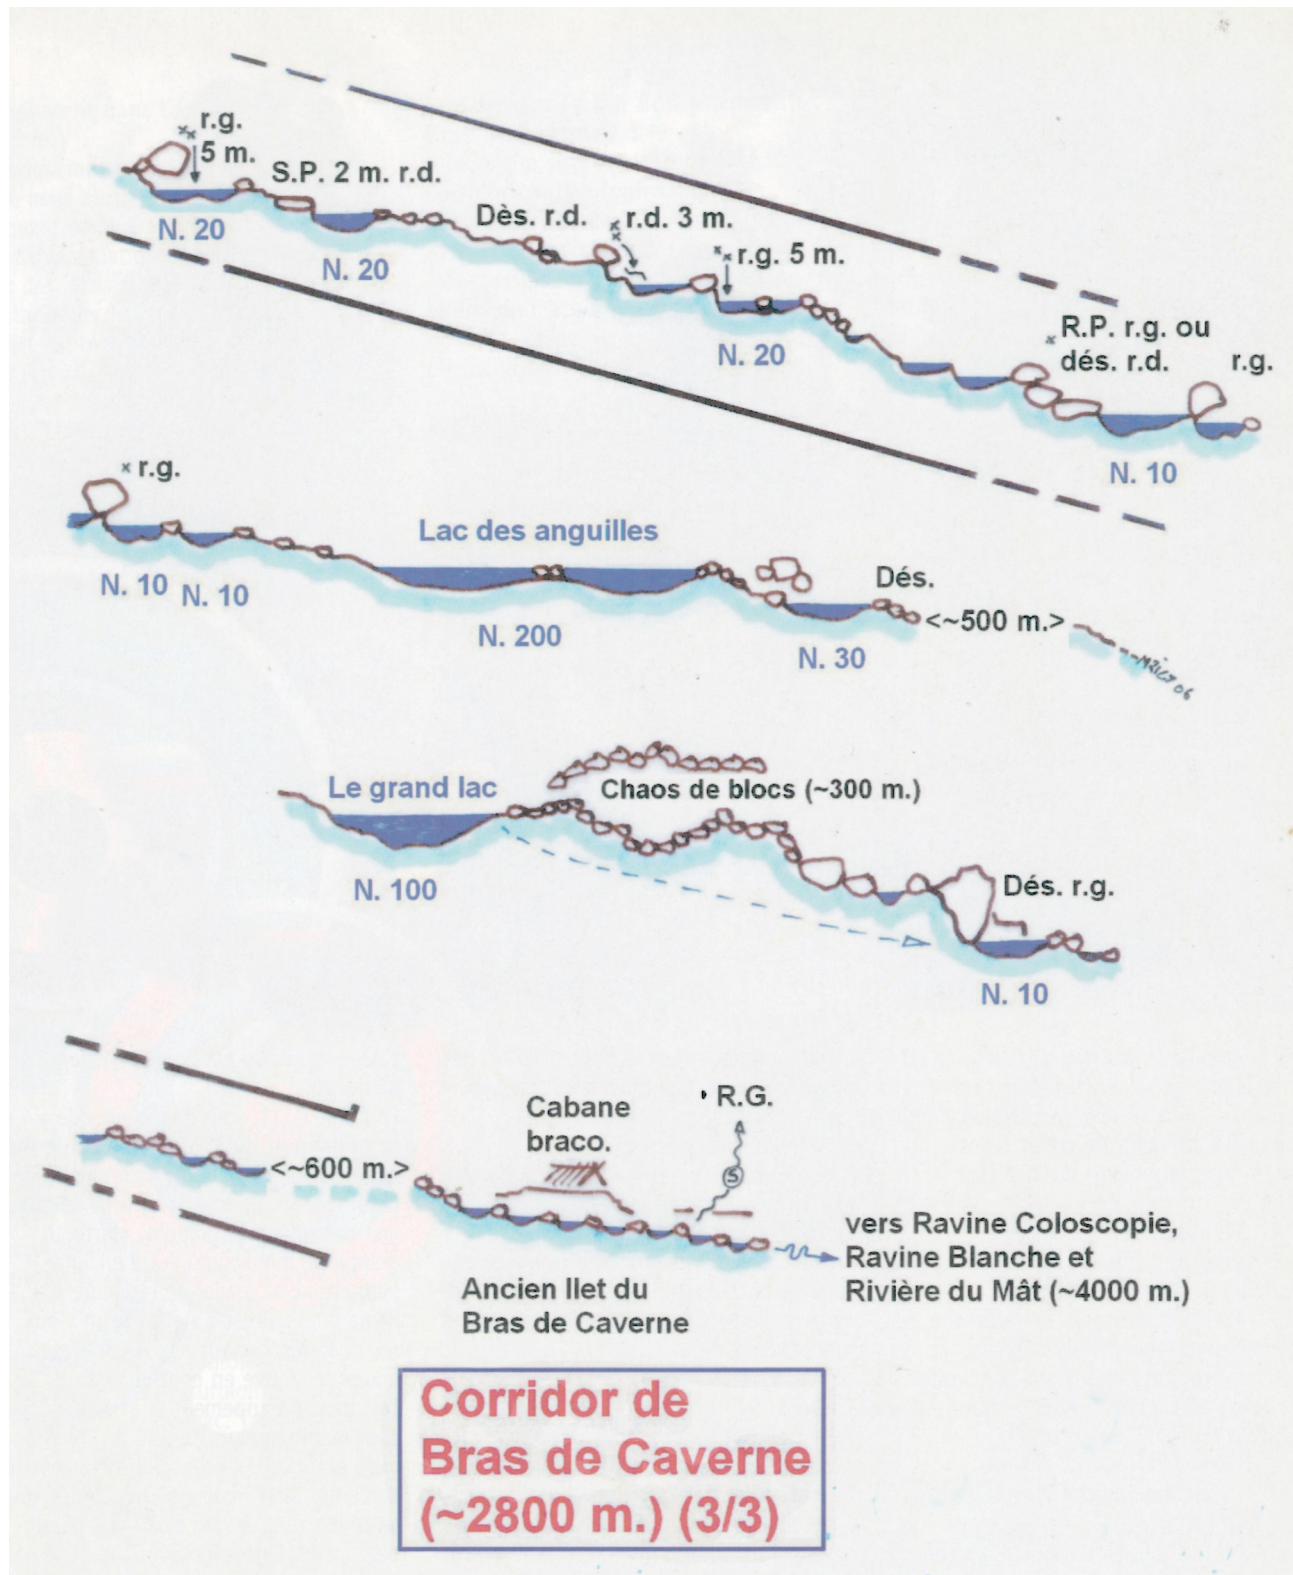 r.g.
5 m.
S.P. 2 m. r.d.
N. 20
N. 20
Dès. r.d.
r.d. 3 m.
r.g. 5 m.
N. 20
R.P. r.g. ou
dés. r.d.
r.g.
N. 10
r.g.
N. 10
N. 10
Lac des anguilles
N. 200
Dés.
<~500 m.>
N. 30
Le grand lac
N. 100
Chaos de blocs (~300 m.)
Dés. r.g.
N. 10
<~600 m.>
Cabane
braco.
R.G.
S
Ancien Ilet du
Bras de Caverne
vers Ravine Coloscopie,
Ravine Blanche et
Rivière du Mât (~4000 m.)
Corridor de
Bras de Caverne
(~2800 m.) (3/3)